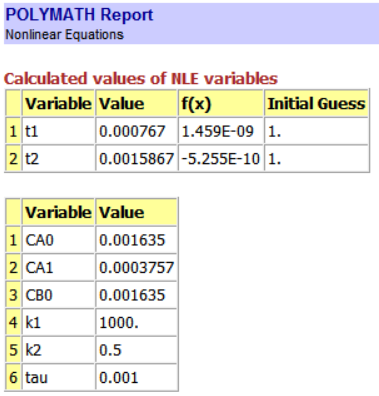 POLYMATH Report
Nonlinear Equations
Calculated values of NLE variables
Variable Value f(x) Initial Guess
1 t1 0.000767 1.459E-09 1.
2 t2 0.0015867 -5.255E-10 1.
Variable Value
1 CA0 0.001635
2 CA1 0.0003757
3 CB0 0.001635
4 k1 1000.
5 k2 0.5
6 tau 0.001